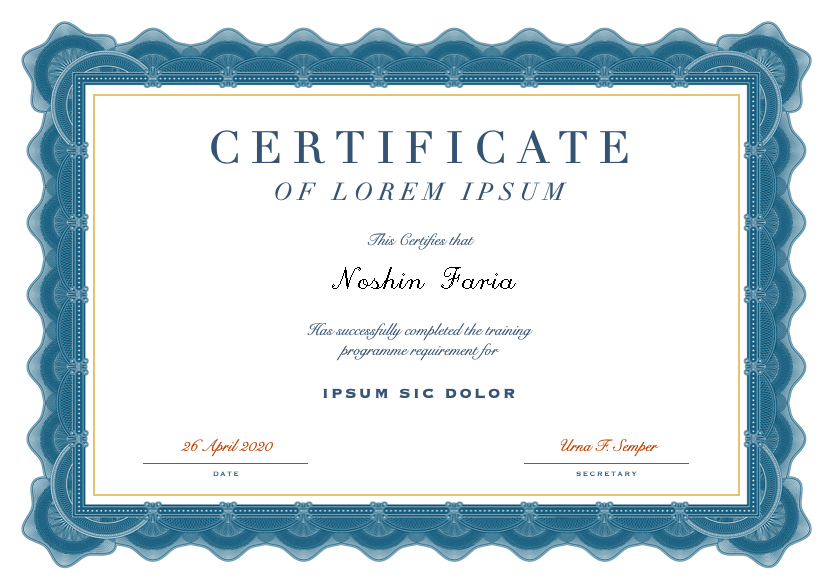 CERTIFICATE
OF LOREM IPSUM
This Certifies that
Noshin Faria
Has successfully completed the training
programme requirement for
IPSUM SIC DOLOR
26 April 2020
Urna F. Semper
DATE
SECRETARY